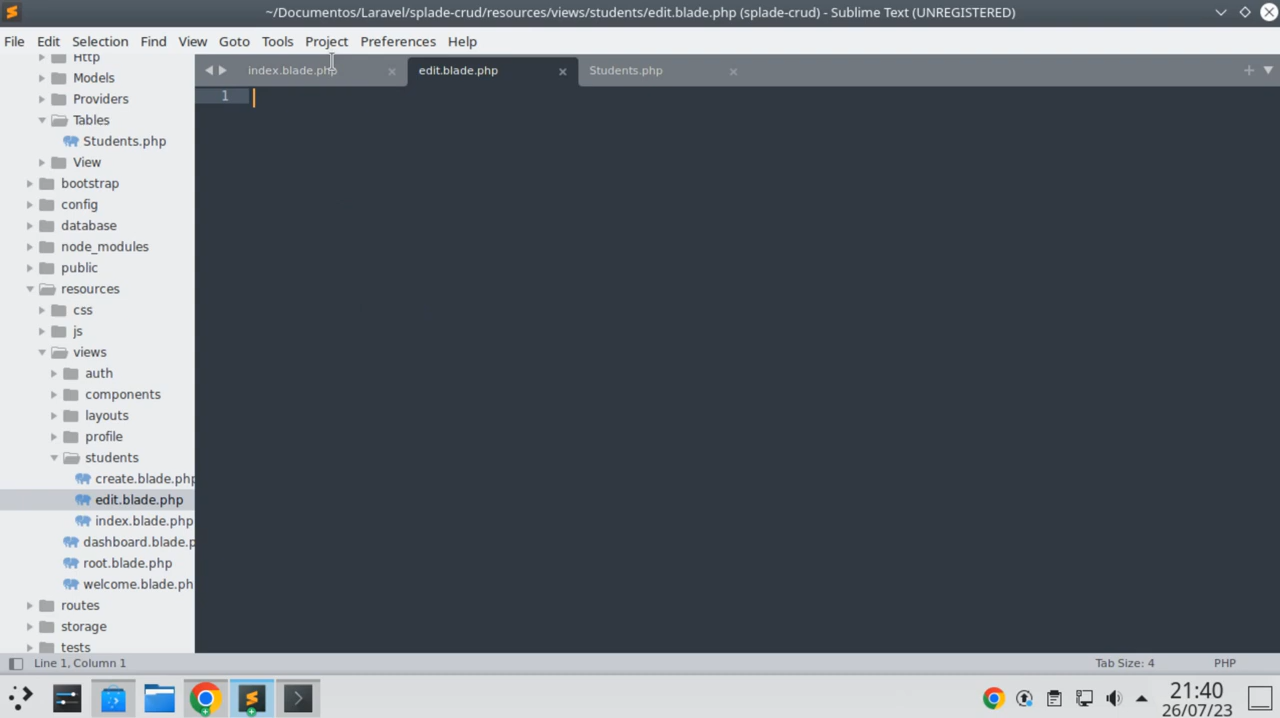 ~/Documentos/Laravel/splade-crud/resources/views/students/edit.blade.php (splade-crud) - Sublime Text (UNREGISTERED)
File Edit Selection Find View Goto Tools Project Preferences Help
index.blade.php edit.blade.php Students.php
1
Http
Models
Providers
Tables
Students.php
View
bootstrap
config
database
node_modules
public
resources
css
js
views
auth
components
layouts
profile
students
create.blade.php
edit.blade.php
index.blade.php
dashboard.blade.p
root.blade.php
welcome.blade.ph
routes
storage
tests
Line 1, Column 1 Tab Size: 4 PHP
21:40
26/07/23